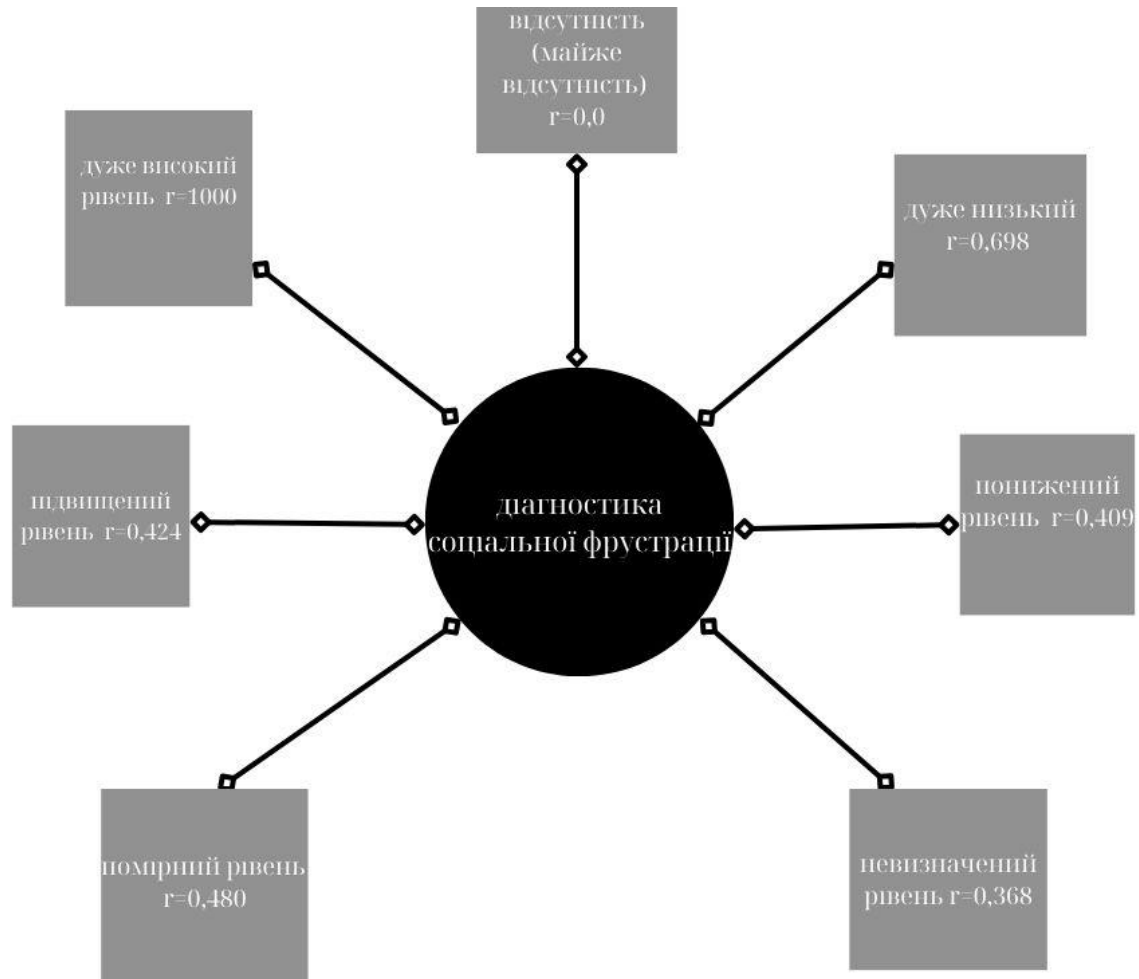 відсутність
(майже
відсутність)
r=0,0
дуже високий
рівень r=1000
дуже низький
r=0,698
підвищений
рівень r=0,424
діагностика
соціальної фрустрації
понижений
рівень r=0,409
помірний рівень
r=0,480
невизначений
рівень r=0,368